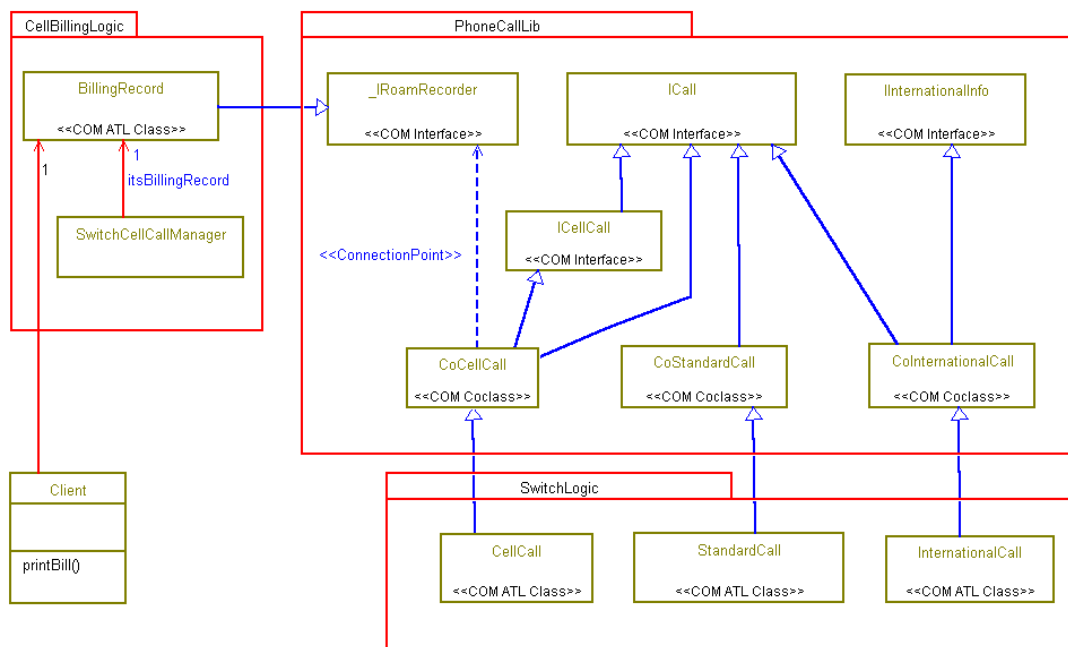 CellBillingLogic
PhoneCallLib
BillingRecord
<<COM ATL Class>>
_IRoamRecorder
<<COM Interface>>
ICall
<<COM Interface>>
IInternationalInfo
<<COM Interface>>
1
1
itsBillingRecord
SwitchCellCallManager
ICellCall
<<COM Interface>>
<<ConnectionPoint>>
CoCellCall
<<COM Coclass>>
CoStandardCall
<<COM Coclass>>
CoInternationalCall
<<COM Coclass>>
Client
printBill()
SwitchLogic
CellCall
<<COM ATL Class>>
StandardCall
<<COM ATL Class>>
InternationalCall
<<COM ATL Class>>